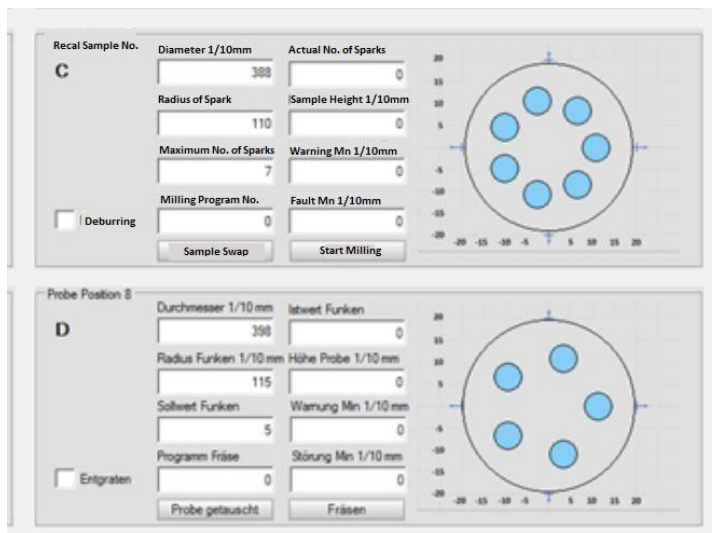 Recal Sample No.
C
Diameter 1/10mm Actual No. of Sparks
388 0
Radius of Spark Sample Height 1/10mm
110 0
Maximum No. of Sparks Warning Mn 1/10mm
7 0
Milling Program No. Fault Mn 1/10mm
Deburring 0 0
Sample Swap Start Milling
20
15
10
5
-5
-10
-15
-20
-20 -15 -10 -5 5 10 15 20
Probe Position 8
D
Durchmesser 1/10 mm Istwert Funken
398 0
Radius Funken 1/10 mm Höhe Probe 1/10 mm
115 0
Sollwert Funken Warnung Min 1/10 mm
5 0
Programm Fräse Störung Min 1/10 mm
Entgraten 0 0
Probe getauscht Fräsen
20
15
10
5
-5
-10
-15
-20
-20 -15 -10 -5 5 10 15 20